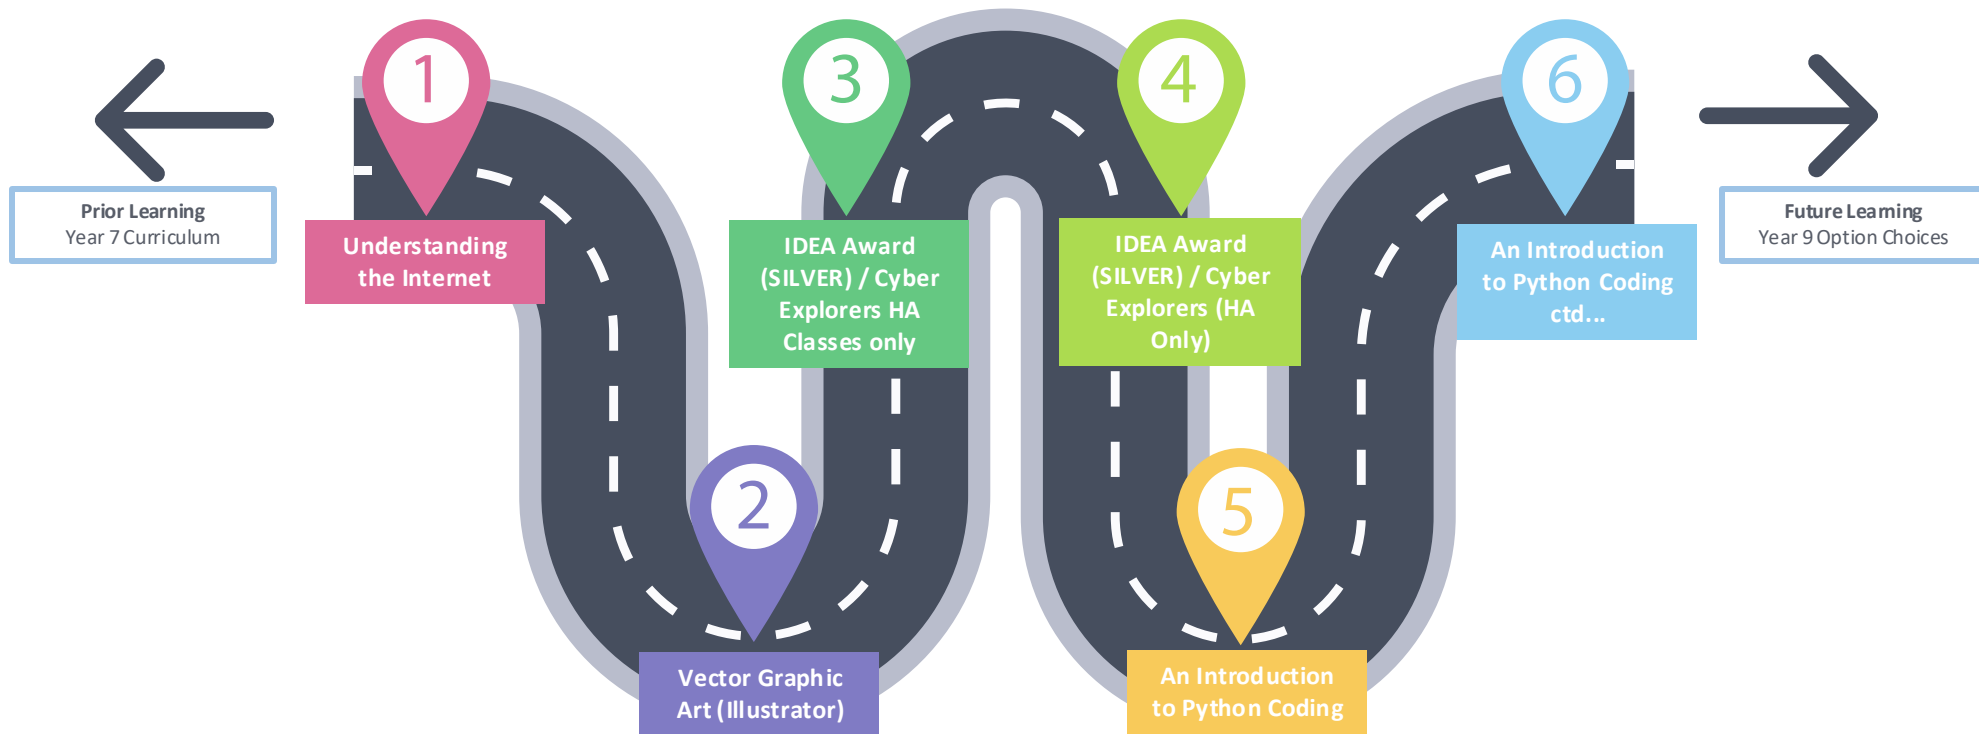 Prior Learning
Year 7 Curriculum
1
Understanding
the Internet
2
Vector Graphic
Art (Illustrator)
3
IDEA Award
(SILVER) / Cyber
Explorers HA
Classes only
4
IDEA Award
(SILVER) / Cyber
Explorers (HA
Only)
5
An Introduction
to Python Coding
6
An Introduction
to Python Coding
ctd...
Future Learning
Year 9 Option Choices